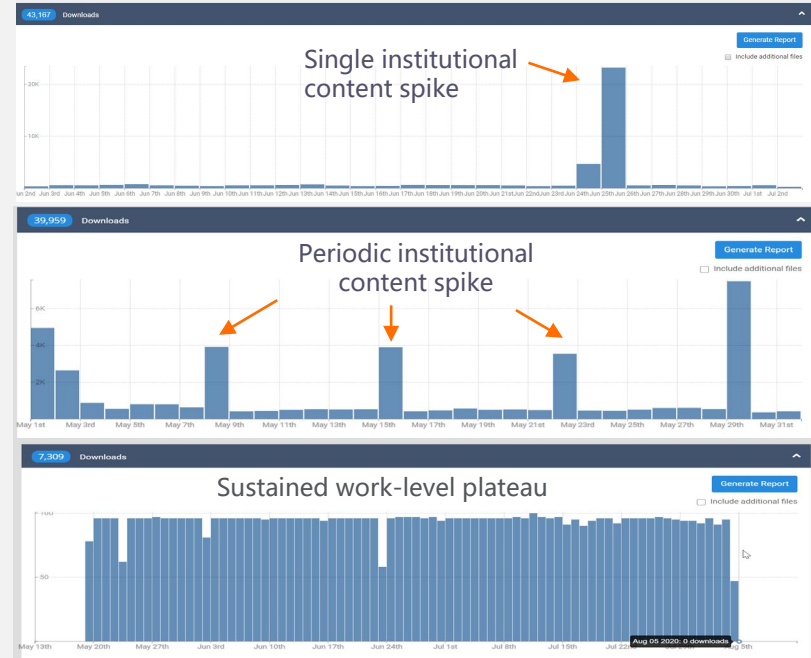 43,167 Downloads
Generate Report
Include additional files
Single institutional
content spike
20K
10K
Jun 3rd Jun 4th Jun 5th Jun 6th Jun 7th Jun 8th Jun 9th Jun 10th Jun 11th Jun 12th Jun 13th Jun 14th Jun 15th Jun 16th Jun 17th Jun 18th Jun 19th Jun 20th Jun 21st Jun 22nd Jun 23rd Jun 24th Jun 25th Jun 26th Jun 27th Jun 28th Jun 29th Jun 30th Jul 1st Jul 2nd
39,959 Downloads
Generate Report
Include additional files
Periodic institutional
content spike
6K
4K
2K
May 1st May 3rd May 5th May 7th May 9th May 11th May 13th May 15th May 17th May 19th May 21st May 23rd May 25th May 27th May 29th May 31st
7,309 Downloads
Generate Report
Include additional files
Sustained work-level plateau
100
50
Aug 05 2020: 0 downloads
May 13th May 20th May 27th Jun 3rd Jun 10th Jun 17th Jun 24th Jul 1st Jul 8th Jul 15th Aug 5th